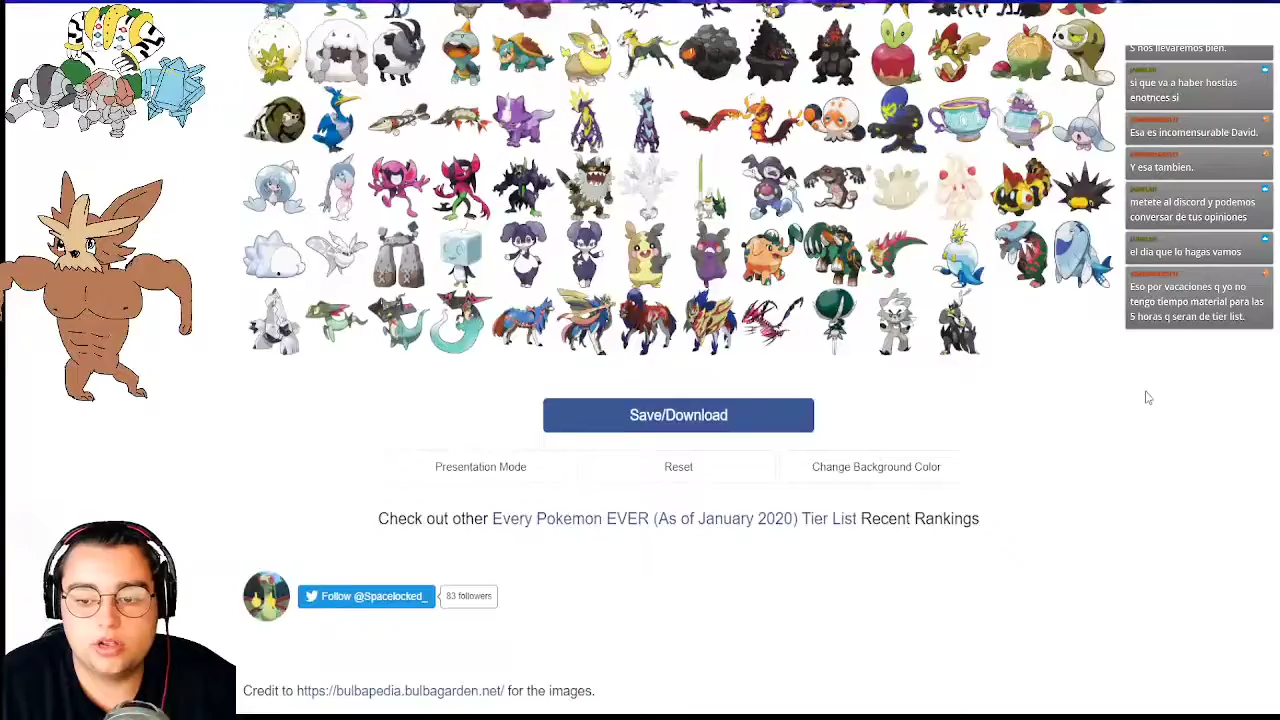 S nos llevaremos bien.
si que va a haber hostias
enotnces si
Esa es incomensurable David.
Y esa tambien.
metete al discord y podemos
conversar de tus opiniones
el dia que lo hagas vamos
Eso por vacaciones q yo no
tengo tiempo material para las
5 horas q seran de tier list.
Save/Download
Presentation Mode
Reset
Change Background Color
Check out other Every Pokemon EVER (As of January 2020) Tier List Recent Rankings
Follow @Spacelocked_
83 followers
Credit to https://bulbapedia.bulbagarden.net/ for the images.